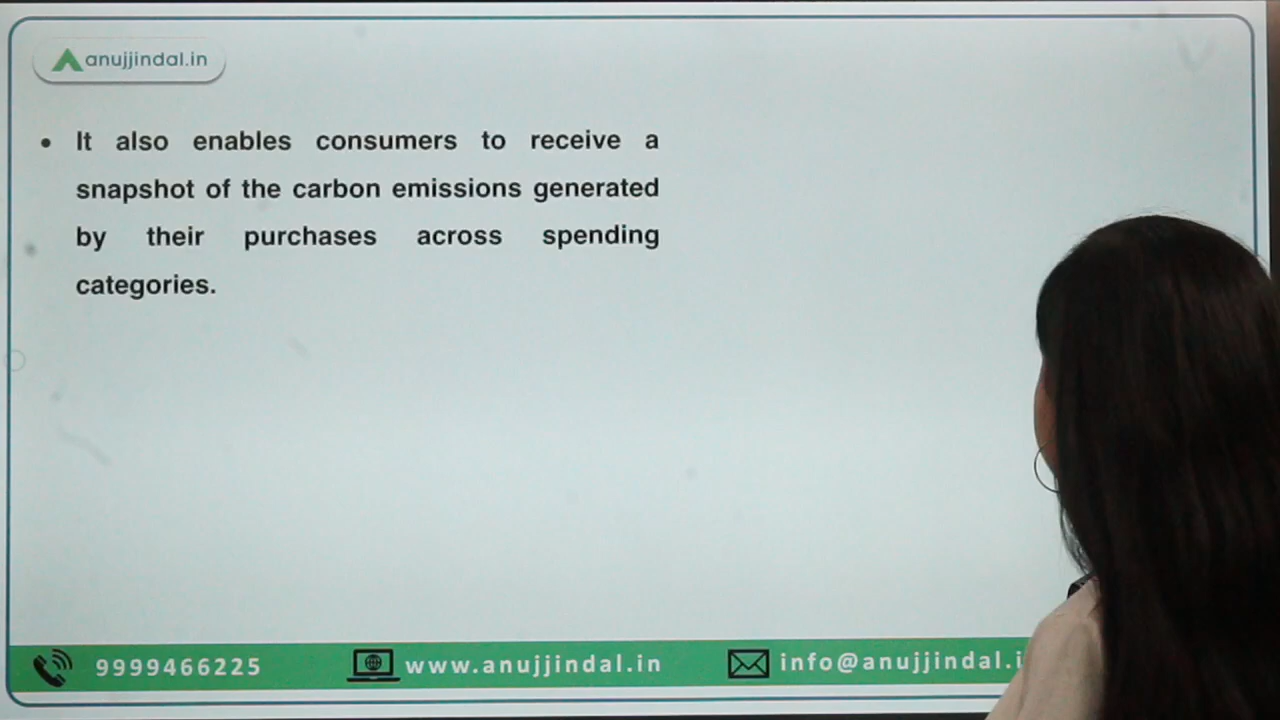 anujjindal.in
• It also enables consumers to receive a
snapshot of the carbon emissions generated
by their purchases across spending
categories.
9999466225 www.anujjindal.in info@anujjindal.i